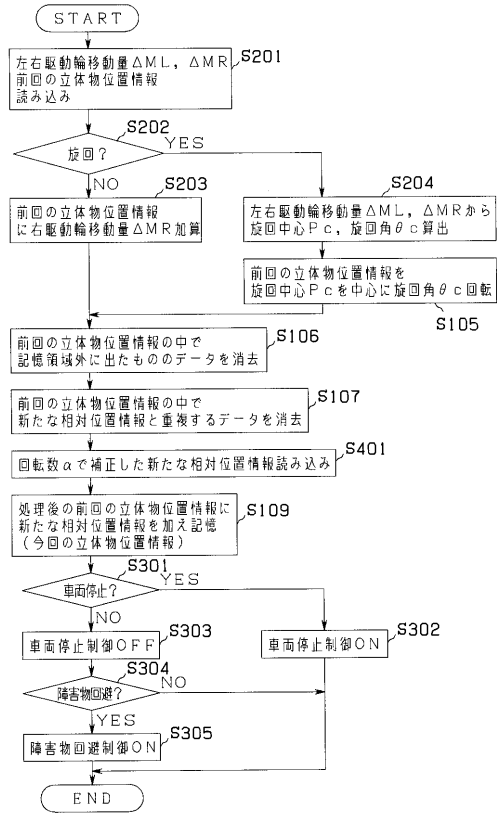 START
S201
左右駆動輪移動量ΔML，ΔMR
前回の立体物位置情報
読み込み
S202
旋回？
YES
NO
S203
前回の立体物位置情報
に右駆動輪移動量ΔMR加算
S204
左右駆動輪移動量ΔML，ΔMRから
旋回中心Pc，旋回角θc算出
前回の立体物位置情報を
旋回中心Pcを中心に旋回角θc回転
S105
S106
前回の立体物位置情報の中で
記憶領域外に出たもののデータを消去
S107
前回の立体物位置情報の中で
新たな相対位置情報と重複するデータを消去
S401
回転数αで補正した新たな相対位置情報読み込み
S109
処理後の前回の立体物位置情報に
新たな相対位置情報を加え記憶
（今回の立体物位置情報）
S301
車両停止？
YES
NO
S303
車両停止制御OFF
S302
車両停止制御ON
S304
障害物回避？
NO
YES
S305
障害物回避制御ON
END